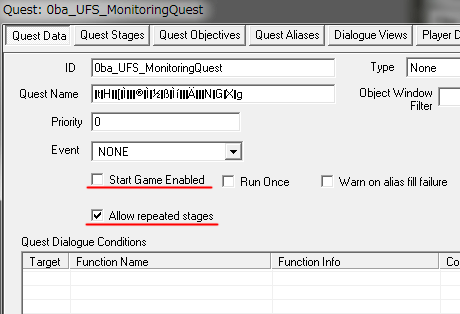 Quest: 0ba_UFS_MonitoringQuest
Quest Data Quest Stages Quest Objectives Quest Aliases Dialogue Views Player D
ID 0ba_UFS_MonitoringQuest Type None
Quest Name Object Window
Filter
Priority 0
Event NONE
Start Game Enabled Run Once Warn on alias fill failure
Allow repeated stages
Quest Dialogue Conditions
Target Function Name Function Info Co